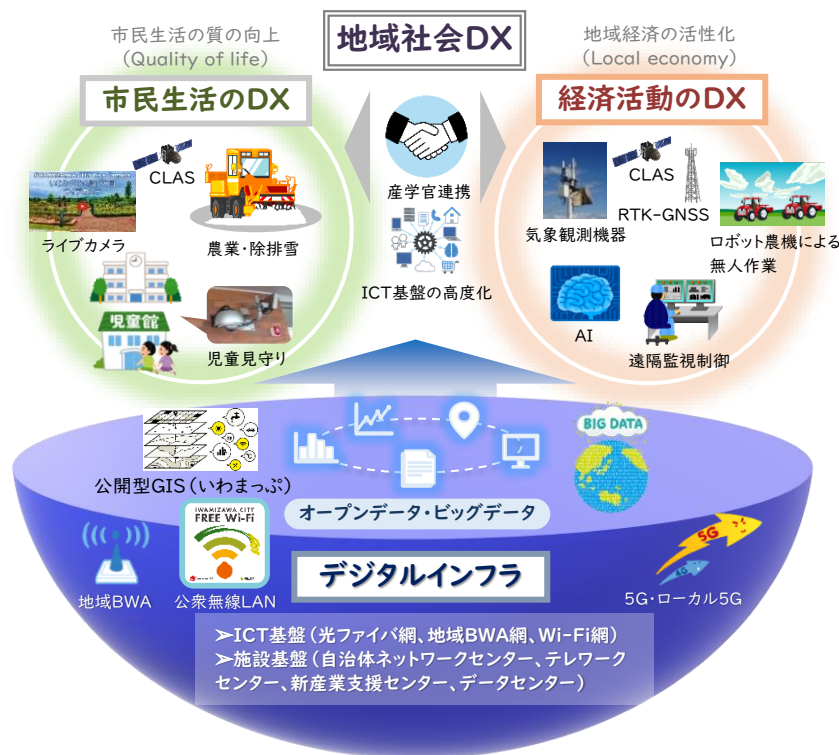 市民生活の質の向上
(Quality of life)
地域社会DX
地域経済の活性化
(Local economy)
市民生活のDX
経済活動のDX
CLAS
ライブカメラ
農業・除排雪
児童館
児童見守り
産学官連携
ICT基盤の高度化
気象観測機器
CLAS
RTK-GNSS
ロボット農機による
無人作業
AI
遠隔監視制御
公開型GIS(いわまっぷ)
オープンデータ・ビッグデータ
BIG DATA
IWAMIZAWA CITY
FREE Wi-Fi
地域BWA
公衆無線LAN
デジタルインフラ
5G
4G
5G・ローカル5G
➢ICT基盤(光ファイバ網、地域BWA網、Wi-Fi網)
➢施設基盤(自治体ネットワークセンター、テレワーク
センター、新産業支援センター、データセンター)